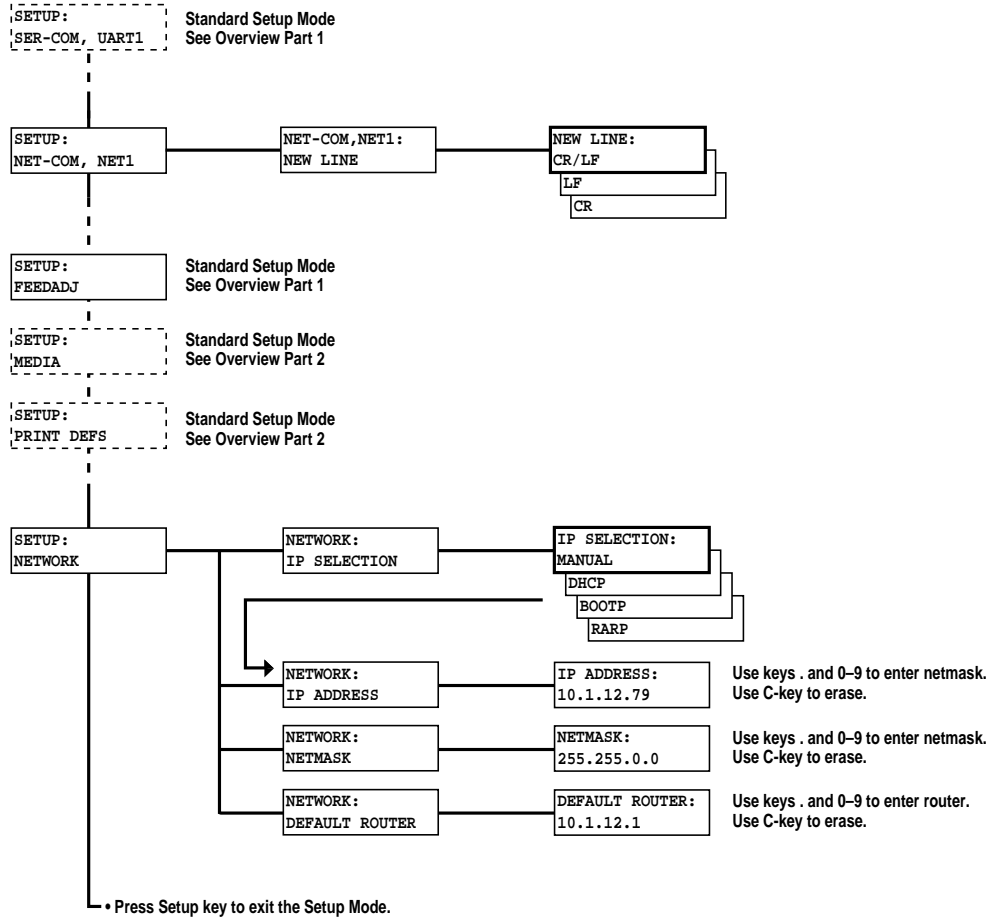 SETUP:
SER-COM, UART1
Standard Setup Mode
See Overview Part 1
SETUP:
NET-COM, NET1
NET-COM,NET1:
NEW LINE
NEW LINE:
CR/LF
LF
CR
SETUP:
FEEDADJ
Standard Setup Mode
See Overview Part 1
SETUP:
MEDIA
Standard Setup Mode
See Overview Part 2
SETUP:
PRINT DEFS
Standard Setup Mode
See Overview Part 2
SETUP:
NETWORK
NETWORK:
IP SELECTION
IP SELECTION:
MANUAL
DHCP
BOOTP
RARP
NETWORK:
IP ADDRESS
IP ADDRESS:
10.1.12.79
Use keys . and 0–9 to enter netmask.
Use C-key to erase.
NETWORK:
NETMASK
NETMASK:
255.255.0.0
Use keys . and 0–9 to enter netmask.
Use C-key to erase.
NETWORK:
DEFAULT ROUTER
DEFAULT ROUTER:
10.1.12.1
Use keys . and 0–9 to enter router.
Use C-key to erase.
• Press Setup key to exit the Setup Mode.